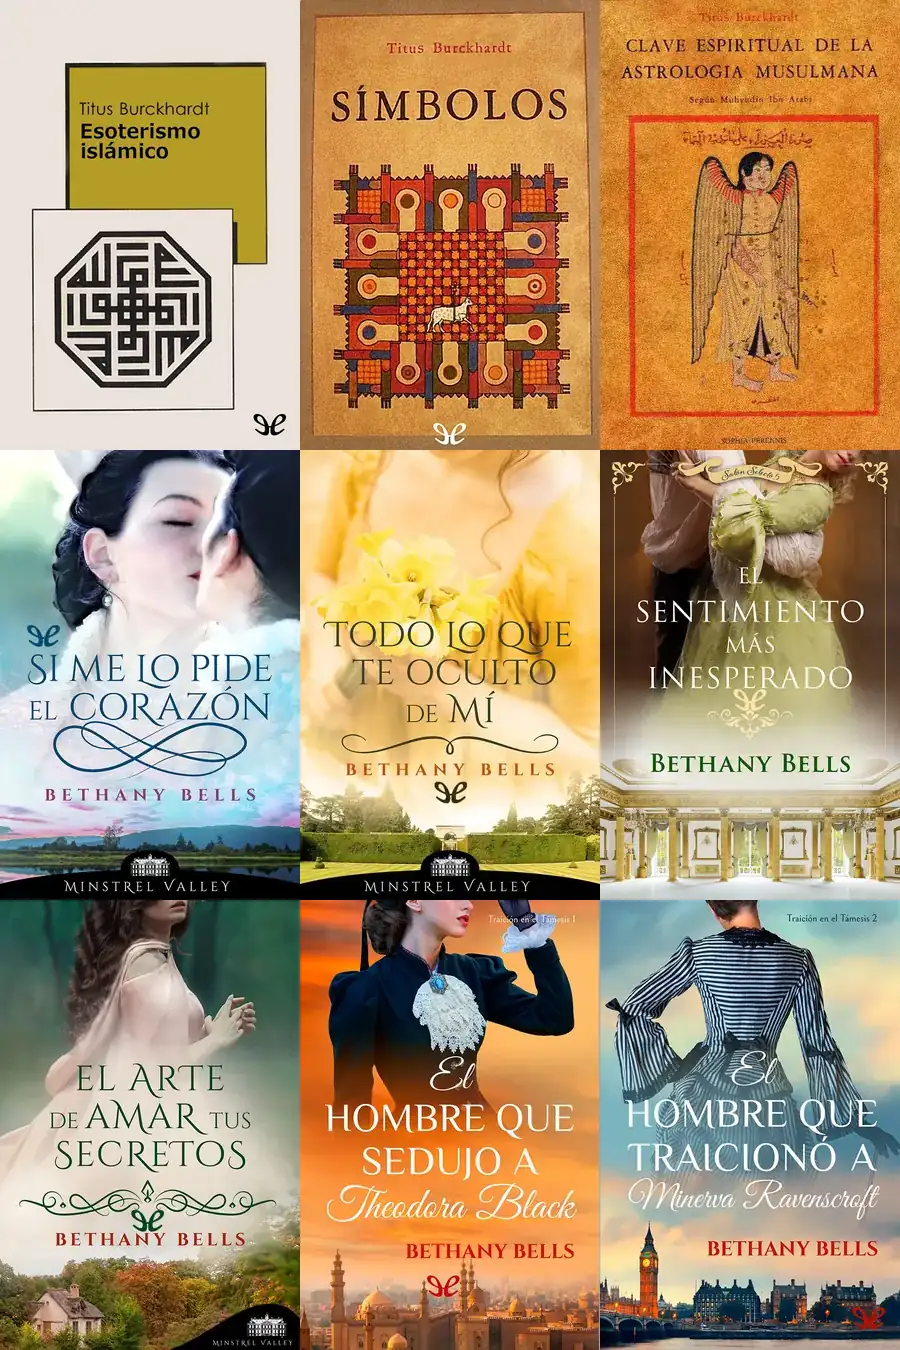 Titus Burckhardt
Esoterismo
islámico
Titus Burckhardt
SÍMBOLOS
Titus Burckhardt
CLAVE ESPIRITUAL DE LA
ASTROLOGIA MUSULMANA
Según Muhyudin Ibn Arabi
SOPHIA PERENNIS
SI ME LO PIDE
EL CORAZÓN
BETHANY BELLS
MINSTREL VALLEY
TODO LO QUE
TE OCULTO
DE MÍ
BETHANY BELLS
MINSTREL VALLEY
Salón Selecto 5
EL
SENTIMIENTO
MÁS
INESPERADO
BETHANY BELLS
EL ARTE
DE AMAR TUS
SECRETOS
BETHANY BELLS
MINSTREL VALLEY
Traición en el Támesis 1
El
HOMBRE QUE
SEDUJO A
Theodora Black
BETHANY BELLS
Traición en el Támesis 2
El
HOMBRE QUE
TRAICIONÓ A
Minerva Ravenscroft
BETHANY BELLS